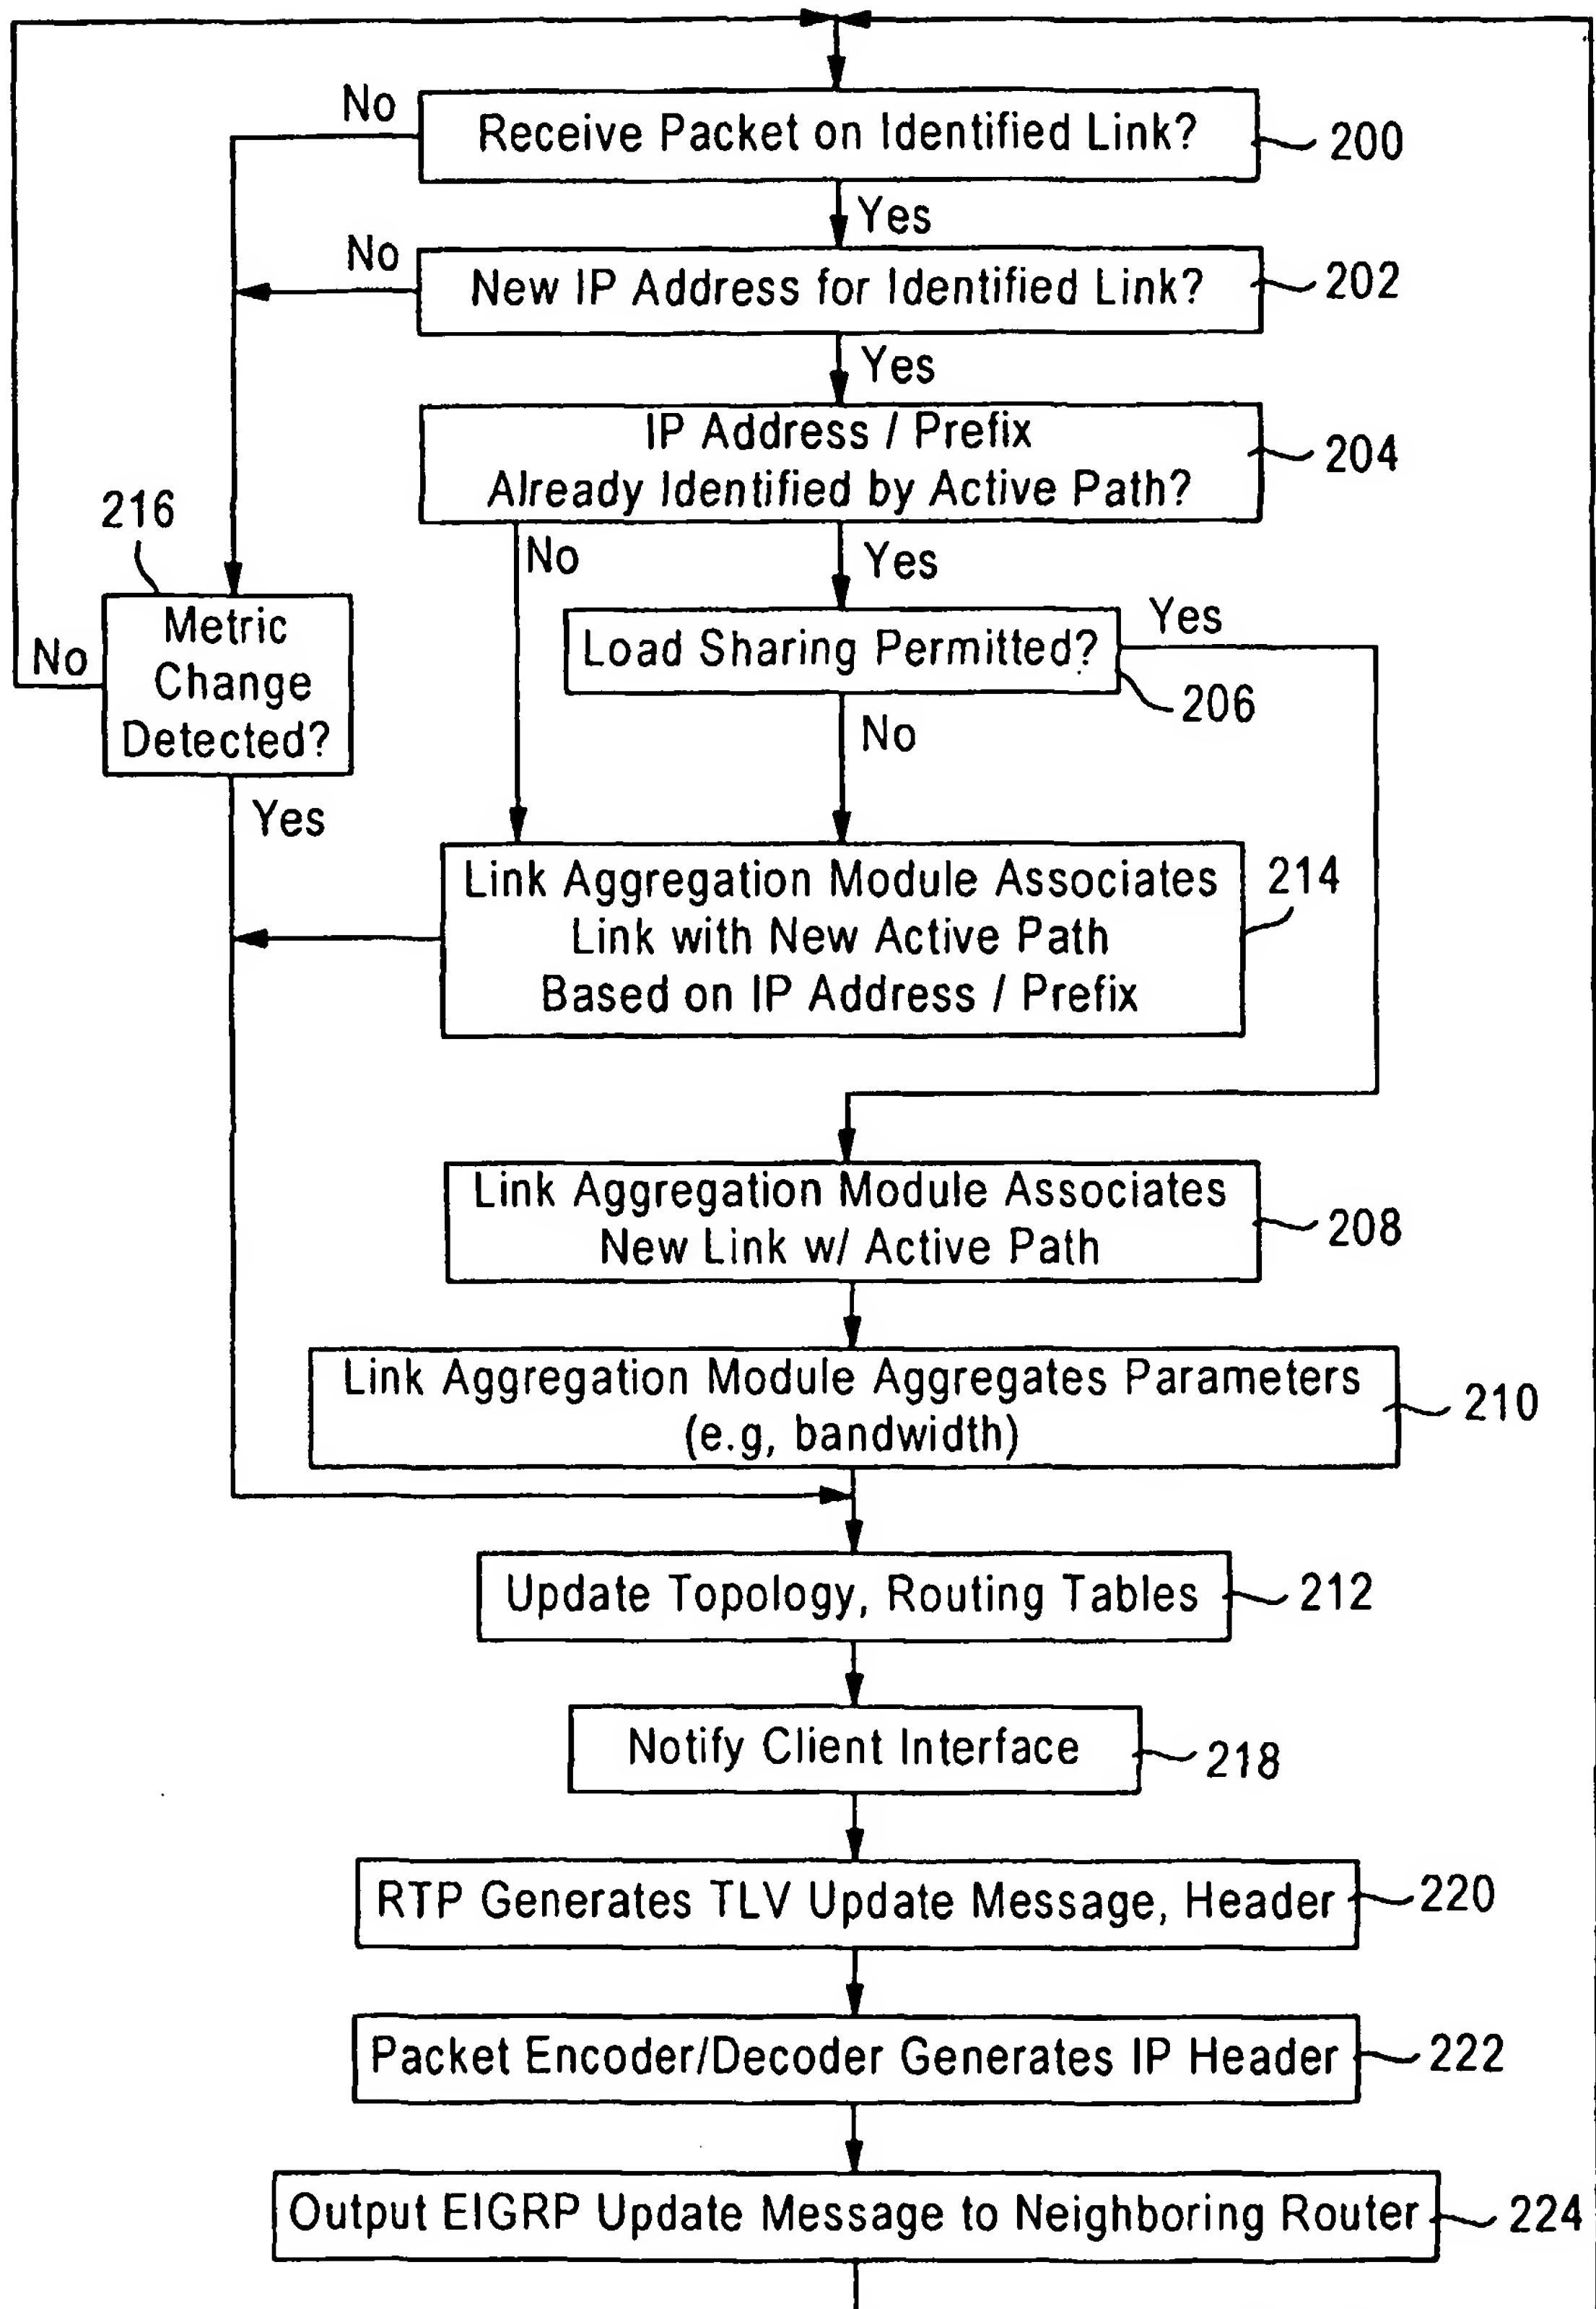 No
Receive Packet on Identified Link?
200
Yes
No
New IP Address for Identified Link?
202
Yes
IP Address / Prefix
Already Identified by Active Path?
204
216
No
Yes
Metric
Change
Detected?
No
Load Sharing Permitted?
Yes
206
No
Yes
Link Aggregation Module Associates
Link with New Active Path
Based on IP Address / Prefix
214
Link Aggregation Module Associates
New Link w/ Active Path
208
Link Aggregation Module Aggregates Parameters
(e.g, bandwidth)
210
Update Topology, Routing Tables
212
Notify Client Interface
218
RTP Generates TLV Update Message, Header
220
Packet Encoder/Decoder Generates IP Header
222
Output EIGRP Update Message to Neighboring Router
224